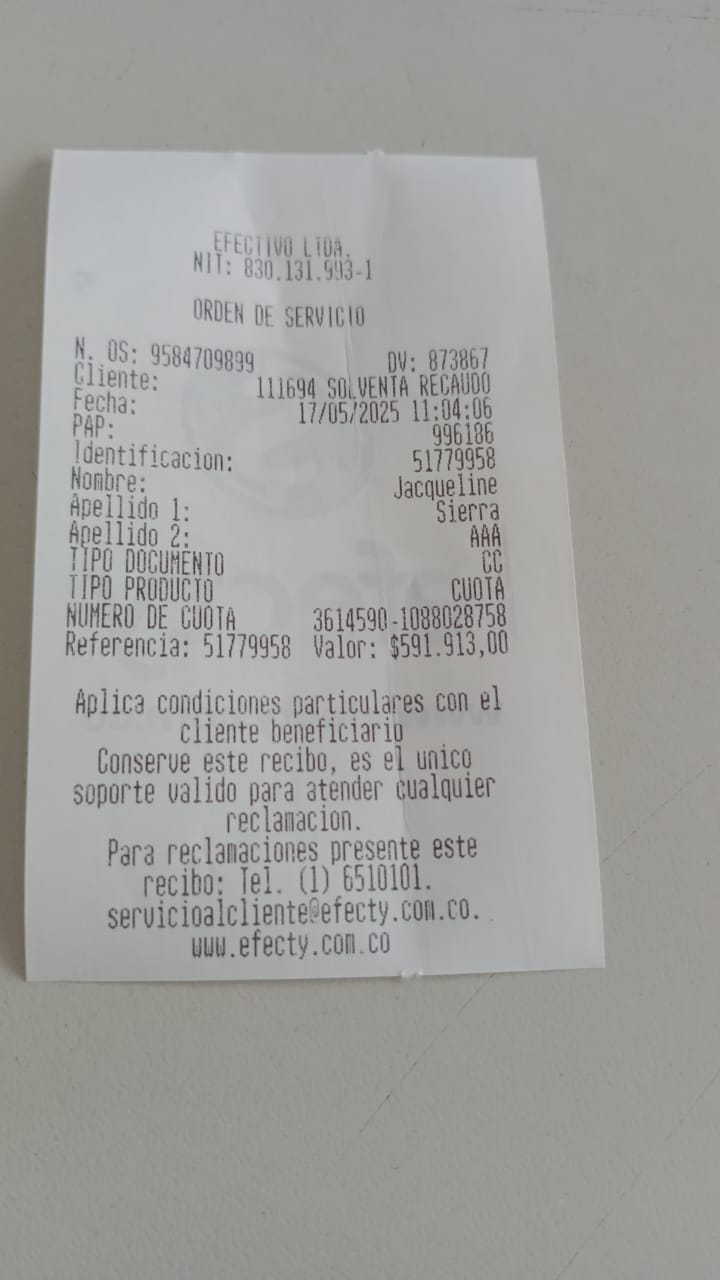 EFECTIVO LTDA.
NIT: 830.131.993-1
ORDEN DE SERVICIO
N. OS: 9584709899 DV: 873867
Cliente: 111694 SOLVENTA RECAUDO
Fecha: 17/05/2025 11:04:06
PAP: 996186
Identificacion: 51779958
Nombre: Jacqueline
Apellido 1: Sierra
Apellido 2: AAA
TIPO DOCUMENTO CC
TIPO PRODUCTO CUOTA
NUMERO DE CUOTA 3614590-1088028758
Referencia: 51779958 Valor: $591.913,00
Aplica condiciones particulares con el
cliente beneficiario
Conserve este recibo, es el unico
soporte valido para atender cualquier
reclamacion.
Para reclamaciones presente este
recibo: Tel. (1) 6510101.
servicioalcliente@efecty.com.co.
www.efecty.com.co